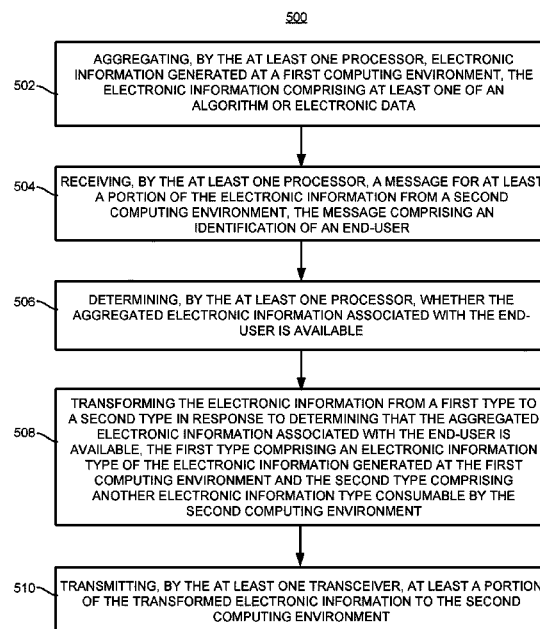 500
502
AGGREGATING, BY THE AT LEAST ONE PROCESSOR, ELECTRONIC
INFORMATION GENERATED AT A FIRST COMPUTING ENVIRONMENT, THE
ELECTRONIC INFORMATION COMPRISING AT LEAST ONE OF AN
ALGORITHM OR ELECTRONIC DATA
504
RECEIVING, BY THE AT LEAST ONE PROCESSOR, A MESSAGE FOR AT LEAST
A PORTION OF THE ELECTRONIC INFORMATION FROM A SECOND
COMPUTING ENVIRONMENT, THE MESSAGE COMPRISING AN
IDENTIFICATION OF AN END-USER
506
DETERMINING, BY THE AT LEAST ONE PROCESSOR, WHETHER THE
AGGREGATED ELECTRONIC INFORMATION ASSOCIATED WITH THE END-
USER IS AVAILABLE
508
TRANSFORMING THE ELECTRONIC INFORMATION FROM A FIRST TYPE TO
A SECOND TYPE IN RESPONSE TO DETERMINING THAT THE AGGREGATED
ELECTRONIC INFORMATION ASSOCIATED WITH THE END-USER IS
AVAILABLE, THE FIRST TYPE COMPRISING AN ELECTRONIC INFORMATION
TYPE OF THE ELECTRONIC INFORMATION GENERATED AT THE FIRST
COMPUTING ENVIRONMENT AND THE SECOND TYPE COMPRISING
ANOTHER ELECTRONIC INFORMATION TYPE CONSUMABLE BY THE
SECOND COMPUTING ENVIRONMENT
510
TRANSMITTING, BY THE AT LEAST ONE TRANSCEIVER, AT LEAST A PORTION
OF THE TRANSFORMED ELECTRONIC INFORMATION TO THE SECOND
COMPUTING ENVIRONMENT